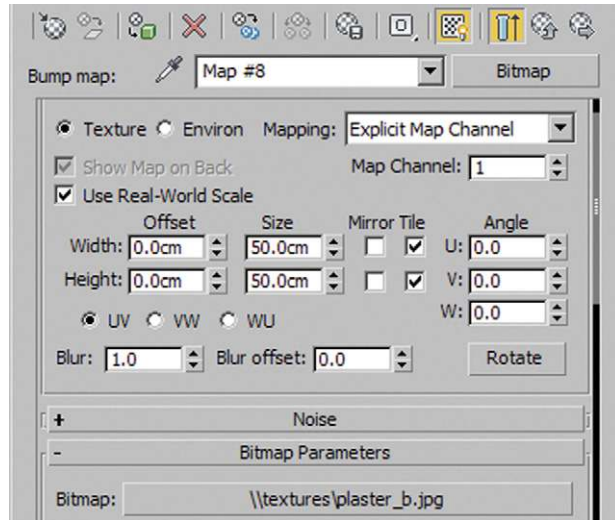 Bump map: Map #8 Bitmap
Texture Environ Mapping: Explicit Map Channel
Show Map on Back Map Channel: 1
Use Real-World Scale
Offset Size Mirror Tile Angle
Width: 0.0cm 50.0cm U: 0.0
Height: 0.0cm 50.0cm V: 0.0
UV VW WU W: 0.0
Blur: 1.0 Blur offset: 0.0 Rotate
+ Noise
- Bitmap Parameters
Bitmap: \\textures\plaster_b.jpg